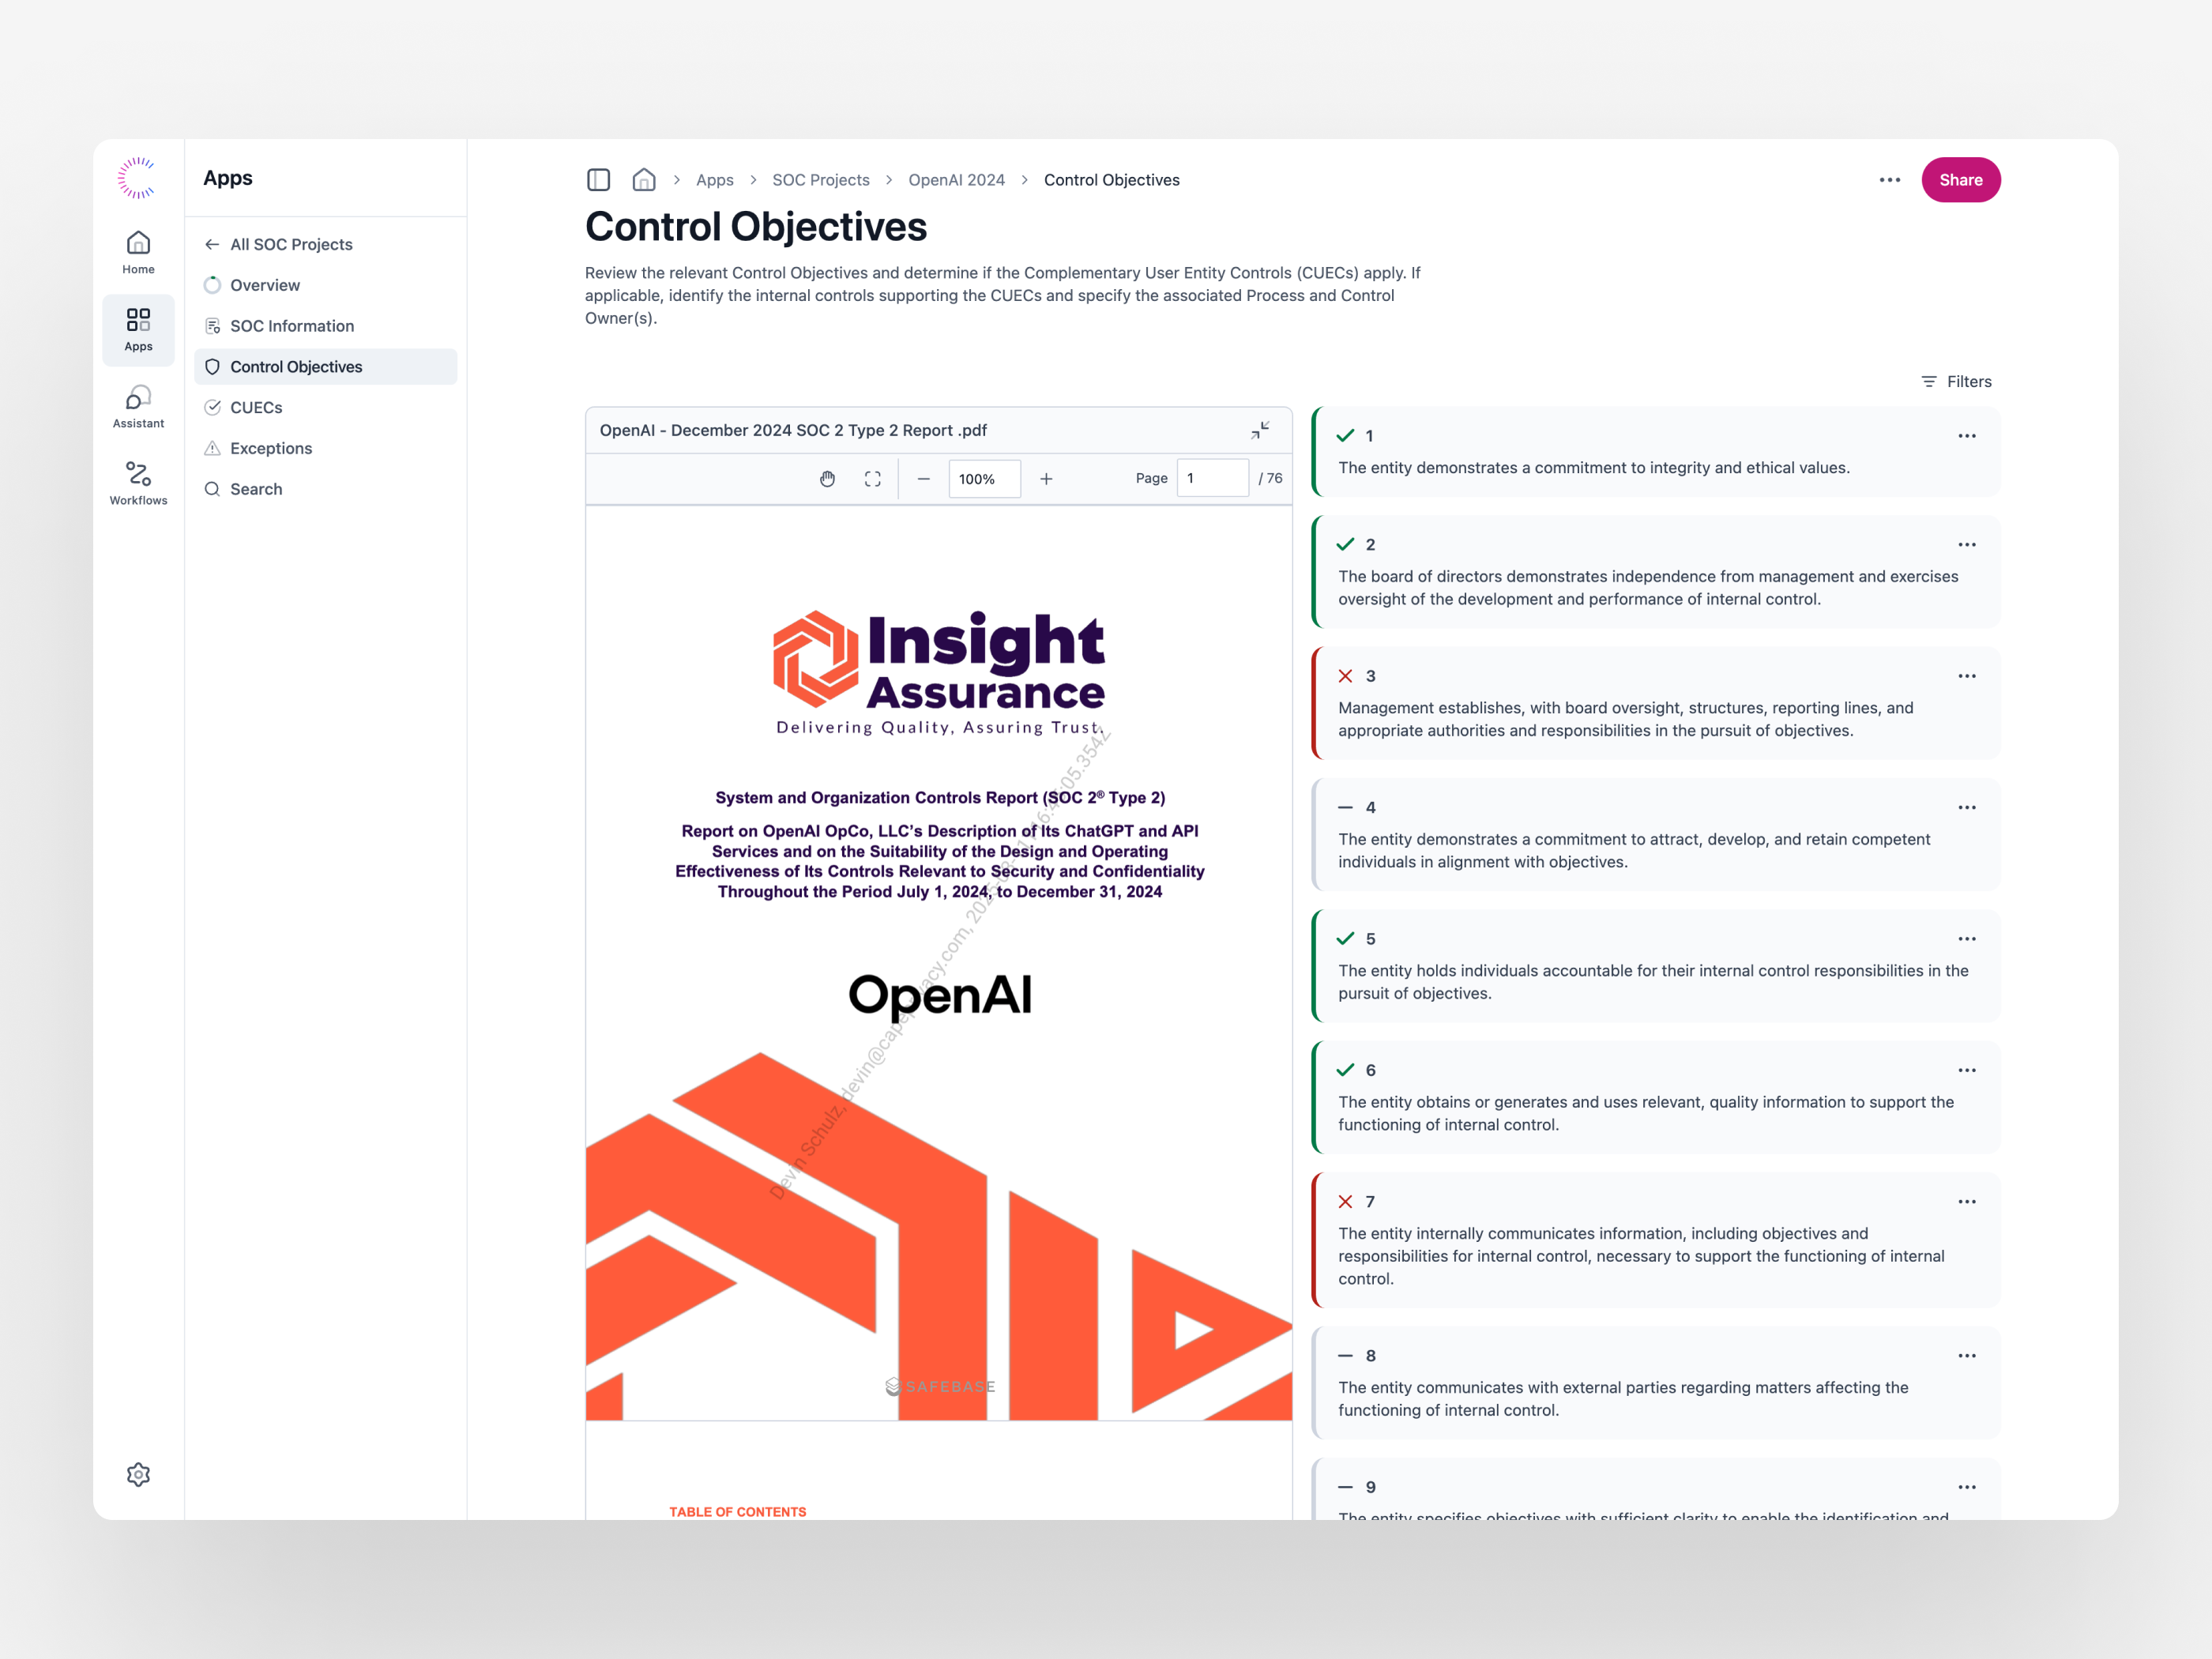 Apps
Home
Apps
Assistant
Workflows
All SOC Projects
Overview
SOC Information
Control Objectives
CUECs
Exceptions
Search
Apps > SOC Projects > OpenAI 2024 > Control Objectives
Share
Control Objectives
Review the relevant Control Objectives and determine if the Complementary User Entity Controls (CUECs) apply. If
applicable, identify the internal controls supporting the CUECs and specify the associated Process and Control
Owner(s).
Filters
OpenAI - December 2024 SOC 2 Type 2 Report .pdf
100%
Page 1 / 76
Insight
Assurance
Delivering Quality, Assuring Trust.
System and Organization Controls Report (SOC 2® Type 2)
Report on OpenAI OpCo, LLC’s Description of Its ChatGPT and API
Services and on the Suitability of the Design and Operating
Effectiveness of Its Controls Relevant to Security and Confidentiality
Throughout the Period July 1, 2024, to December 31, 2024
OpenAI
Devin Schulz,
SAFEBASE
TABLE OF CONTENTS
1
The entity demonstrates a commitment to integrity and ethical values.
2
The board of directors demonstrates independence from management and exercises
oversight of the development and performance of internal control.
3
Management establishes, with board oversight, structures, reporting lines, and
appropriate authorities and responsibilities in the pursuit of objectives.
4
The entity demonstrates a commitment to attract, develop, and retain competent
individuals in alignment with objectives.
5
The entity holds individuals accountable for their internal control responsibilities in the
pursuit of objectives.
6
The entity obtains or generates and uses relevant, quality information to support the
functioning of internal control.
7
The entity internally communicates information, including objectives and
responsibilities for internal control, necessary to support the functioning of internal
control.
8
The entity communicates with external parties regarding matters affecting the
functioning of internal control.
9
The entity specifies objectives with sufficient clarity to enable the identification and